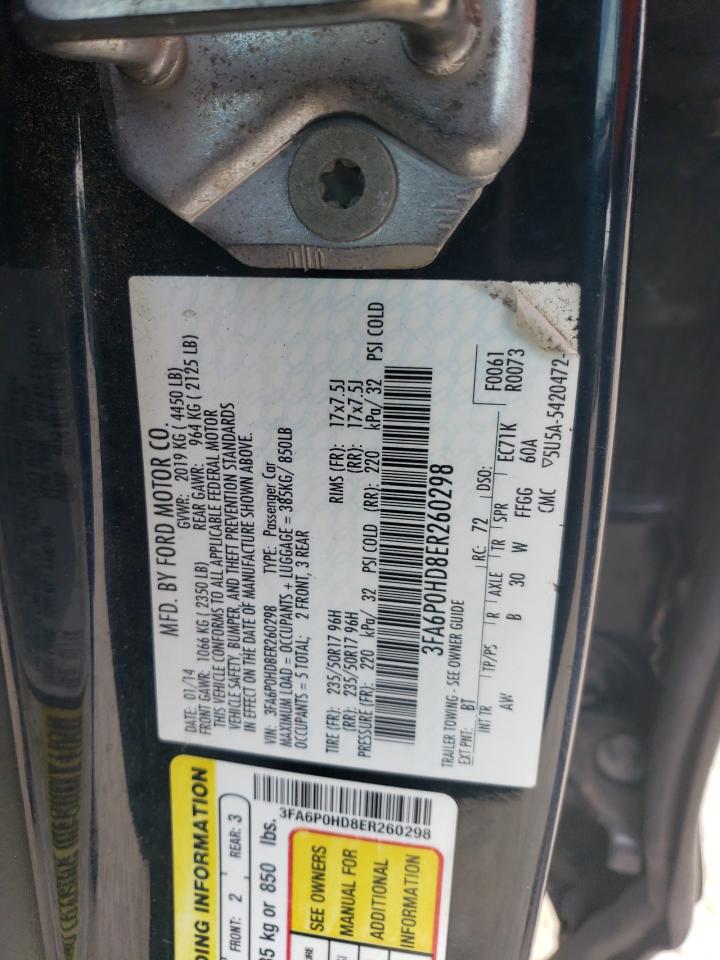 MFD. BY FORD MOTOR CO.
DATE: 01/14 GVWR: 2019 KG ( 4450 LB)
FRONT GAWR: 1066 KG ( 2350 LB) REAR GAWR: 964 KG ( 2125 LB)
THIS VEHICLE CONFORMS TO ALL APPLICABLE FEDERAL MOTOR
VEHICLE SAFETY, BUMPER, AND THEFT PREVENTION STANDARDS
IN EFFECT ON THE DATE OF MANUFACTURE SHOWN ABOVE.
VIN: 3FA6P0HD8ER260298 TYPE: Passenger Car
MAXIMUM LOAD = OCCUPANTS + LUGGAGE = 385KG/ 850LB
OCCUPANTS = 5 TOTAL; 2 FRONT, 3 REAR
TIRE (FR): 235/50R17 96H RIMS (FR): 17x7.5J
(RR): 235/50R17 96H (RR): 17x7.5J
PRESSURE (FR): 220 kPa/ 32 PSI COLD (RR): 220 kPa/ 32 PSI COLD
3FA6P0HD8ER260298
TRAILER TOWING - SEE OWNER GUIDE
EXT PNT: BT RC: 72 DSO: F0061
INT TR TP/PS R AXLE TR SPR EC71K R0073
AW B 30 W FFGG 60A
CMC ▽5U5A-5420472-
DING INFORMATION
FRONT: 2 REAR: 3
35 kg or 850 lbs.
3FA6P0HD8ER260298
SEE OWNERS
MANUAL FOR
ADDITIONAL
INFORMATION